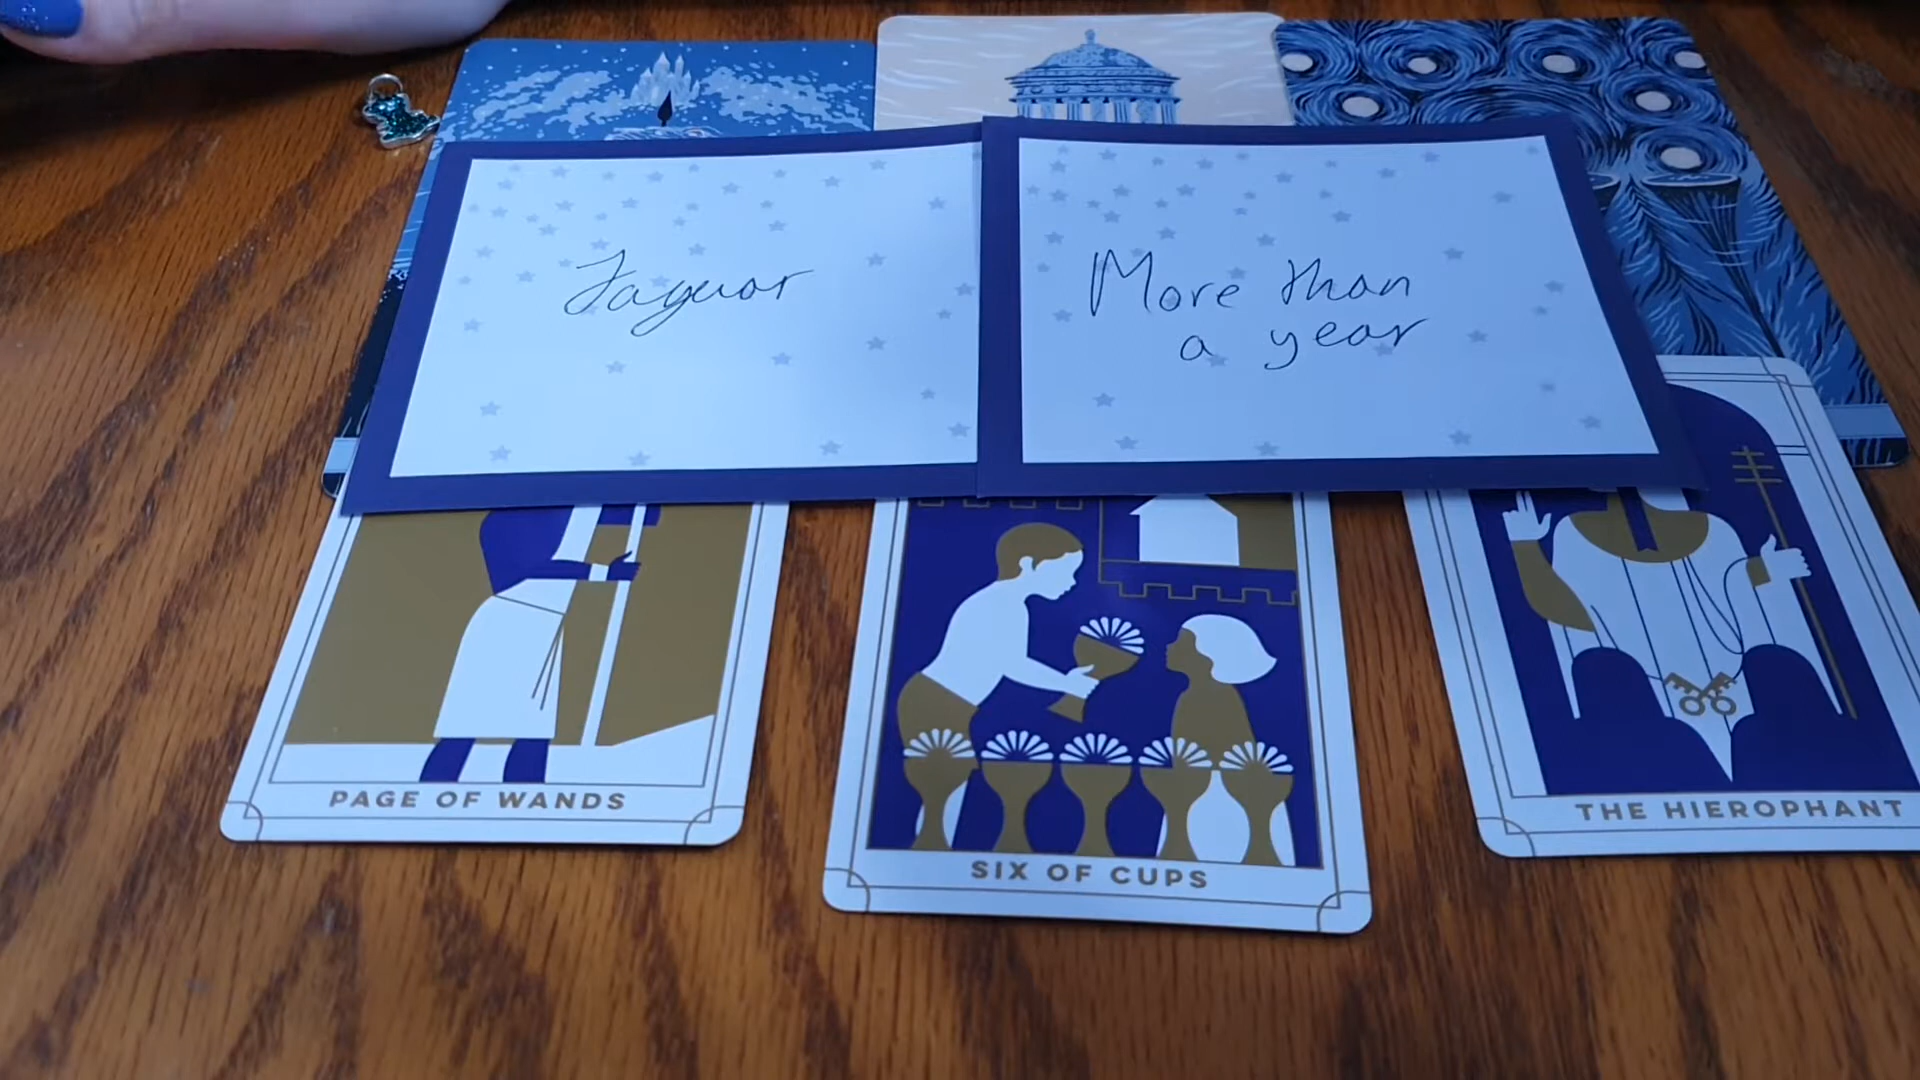 Jaguar
More than
a year
PAGE OF WANDS
SIX OF CUPS
THE HIEROPHANT